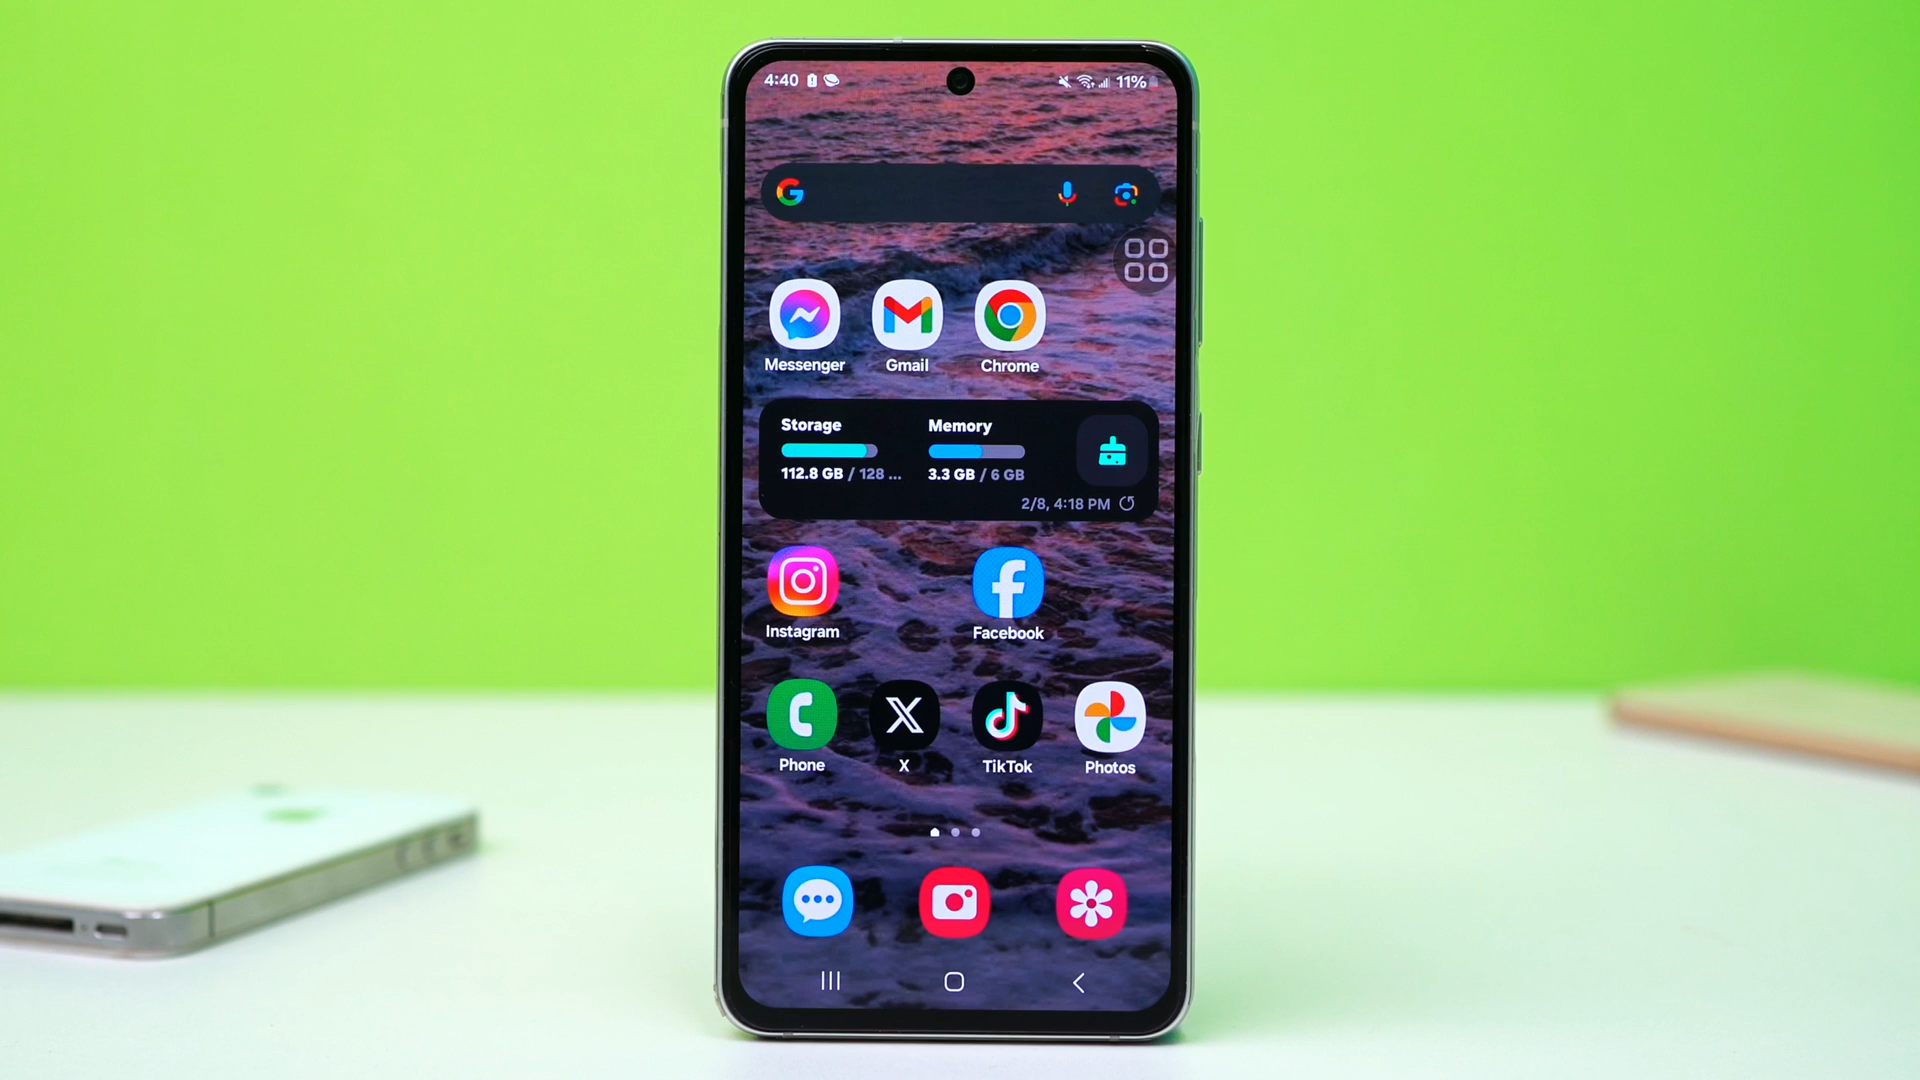 4:40
11%
Messenger
Gmail
Chrome
Storage
Memory
112.8 GB / 128 ...
3.3 GB / 6 GB
2/8, 4:18 PM
Instagram
Facebook
Phone
X
TikTok
Photos